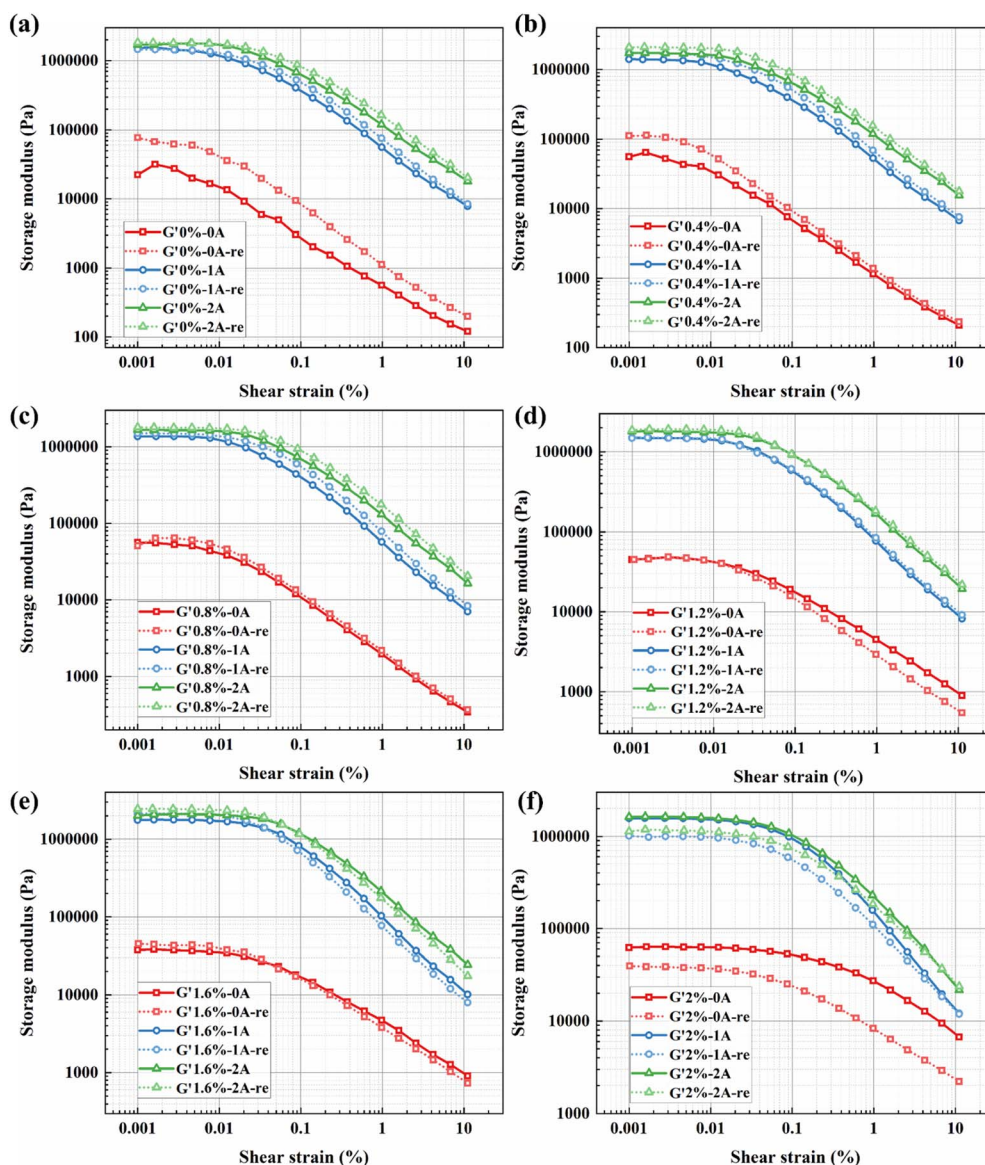 (a)
Storage modulus (Pa)
1000000
100000
10000
1000
100
G'0%-0A
G'0%-0A-re
G'0%-1A
G'0%-1A-re
G'0%-2A
G'0%-2A-re
0.001 0.01 0.1 1 10
Shear strain (%)
(b)
Storage modulus (Pa)
1000000
100000
10000
1000
100
G'0.4%-0A
G'0.4%-0A-re
G'0.4%-1A
G'0.4%-1A-re
G'0.4%-2A
G'0.4%-2A-re
0.001 0.01 0.1 1 10
Shear strain (%)
(c)
Storage modulus (Pa)
1000000
100000
10000
1000
G'0.8%-0A
G'0.8%-0A-re
G'0.8%-1A
G'0.8%-1A-re
G'0.8%-2A
G'0.8%-2A-re
0.001 0.01 0.1 1 10
Shear strain (%)
(d)
Storage modulus (Pa)
1000000
100000
10000
1000
G'1.2%-0A
G'1.2%-0A-re
G'1.2%-1A
G'1.2%-1A-re
G'1.2%-2A
G'1.2%-2A-re
0.001 0.01 0.1 1 10
Shear strain (%)
(e)
Storage modulus (Pa)
1000000
100000
10000
1000
G'1.6%-0A
G'1.6%-0A-re
G'1.6%-1A
G'1.6%-1A-re
G'1.6%-2A
G'1.6%-2A-re
0.001 0.01 0.1 1 10
Shear strain (%)
(f)
Storage modulus (Pa)
1000000
100000
10000
1000
G'2%-0A
G'2%-0A-re
G'2%-1A
G'2%-1A-re
G'2%-2A
G'2%-2A-re
0.001 0.01 0.1 1 10
Shear strain (%)